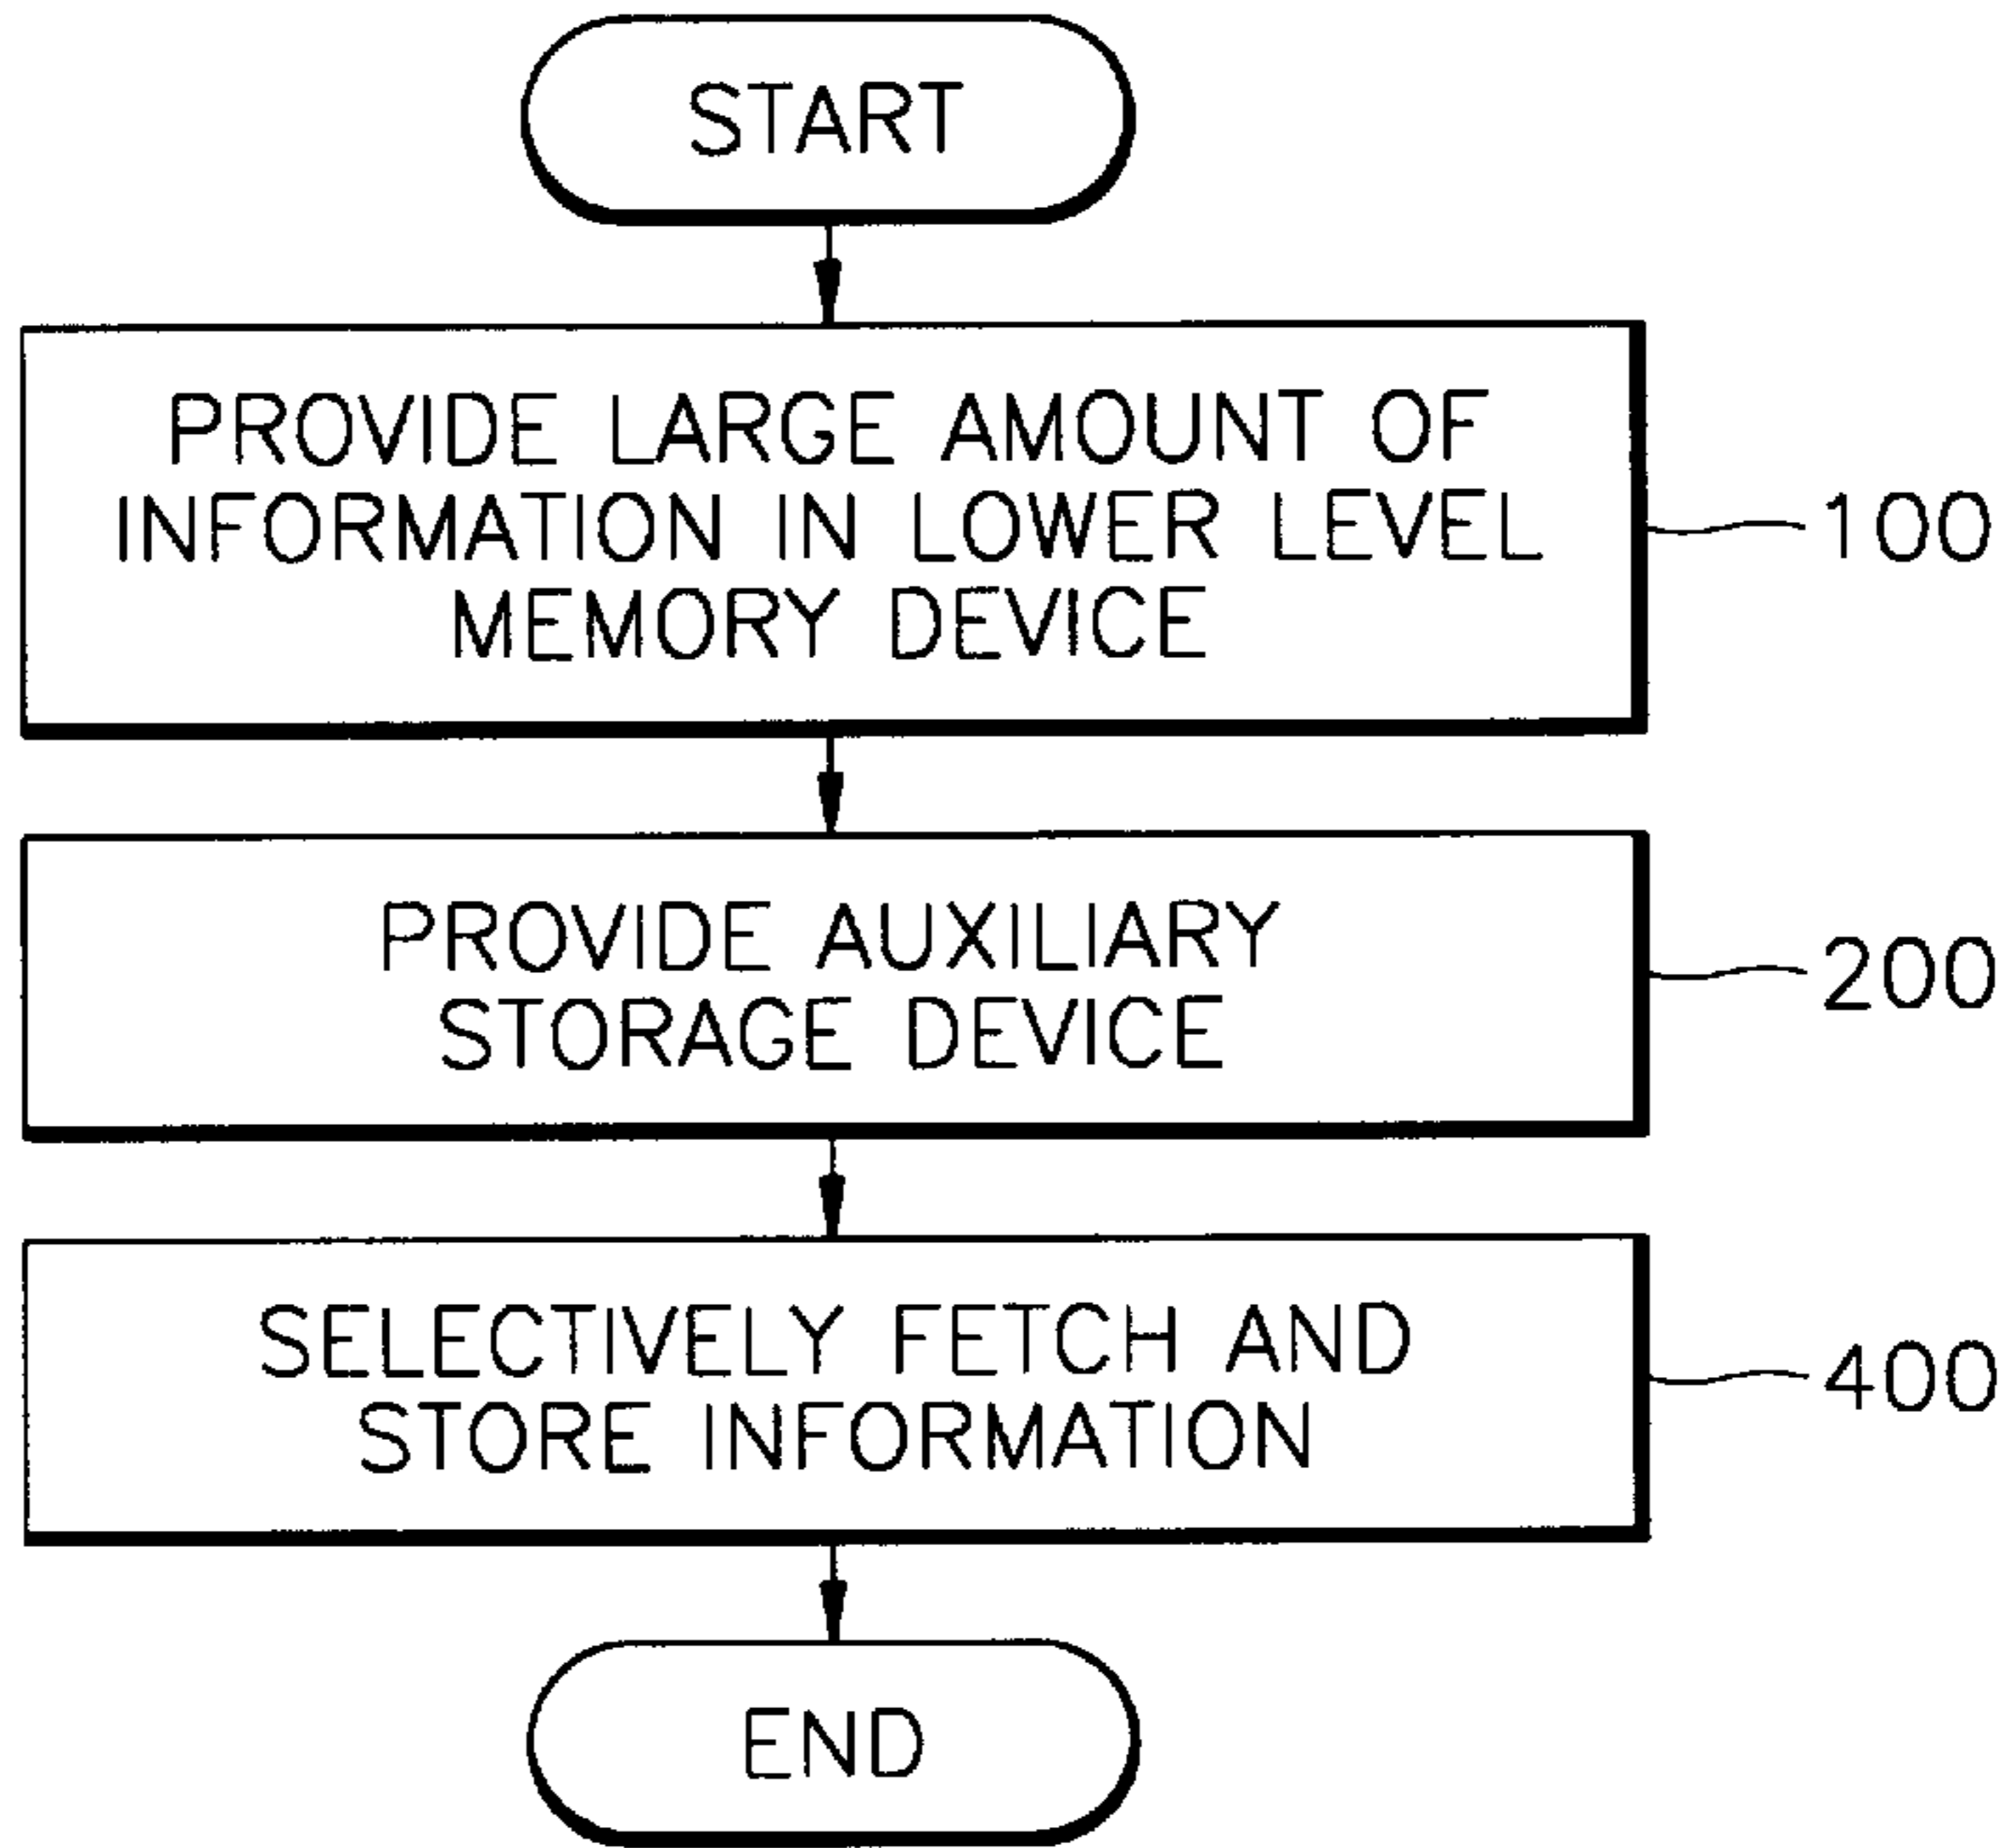 START
PROVIDE LARGE AMOUNT OF
INFORMATION IN LOWER LEVEL
MEMORY DEVICE
100
PROVIDE AUXILIARY
STORAGE DEVICE
200
SELECTIVELY FETCH AND
STORE INFORMATION
400
END